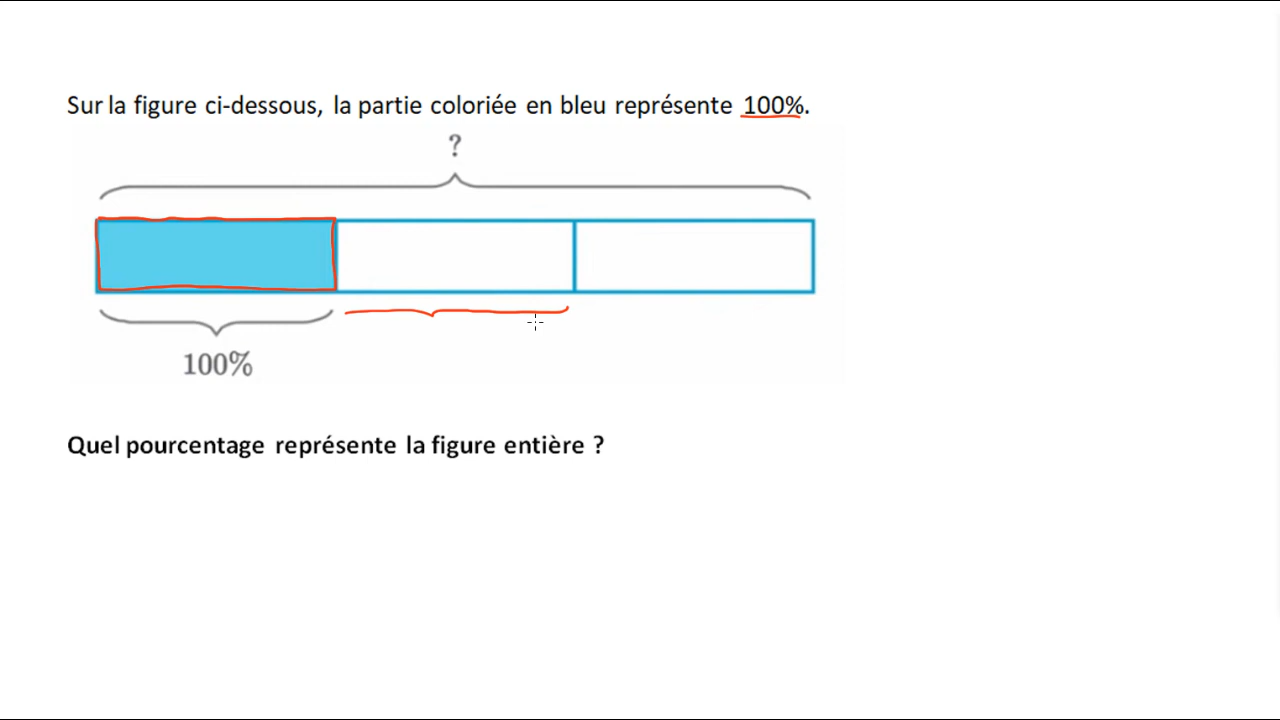 Sur la figure ci-dessous, la partie coloriée en bleu représente 100%.
?
100%
Quel pourcentage représente la figure entière ?